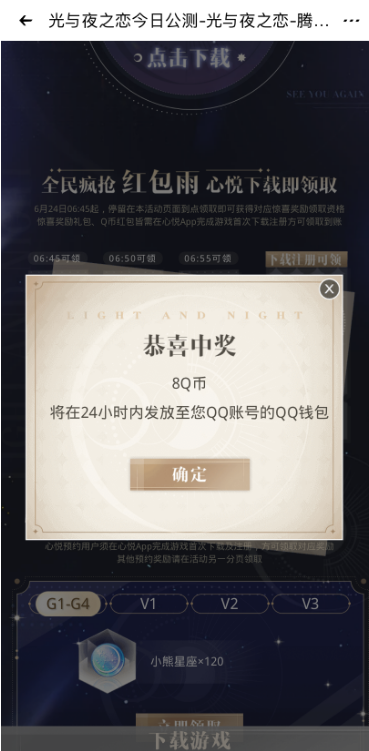 光与夜之恋今日公测-光与夜之恋-腾...
点击下载
SEE YOU AGAIN
全民疯抢 红包雨 心悦下载即领取
6月24日06:45起，停留在本活动页面到点领取即可获得对应惊喜奖励领取资格
惊喜奖励礼包、Q币红包皆需在心悦App完成游戏首次下载注册方可领取到账
06:45可领 06:50可领 06:55可领 下载注册可领
LIGHT AND NIGHT
恭喜中奖
8Q币
将在24小时内发放至您QQ账号的QQ钱包
确定
心悦预约用户须在心悦App完成游戏首次下载及注册，方可领取对应奖励
其他预约奖励请在活动另一分页领取
G1-G4 V1 V2 V3
小熊星座×120
立即领取
下载游戏